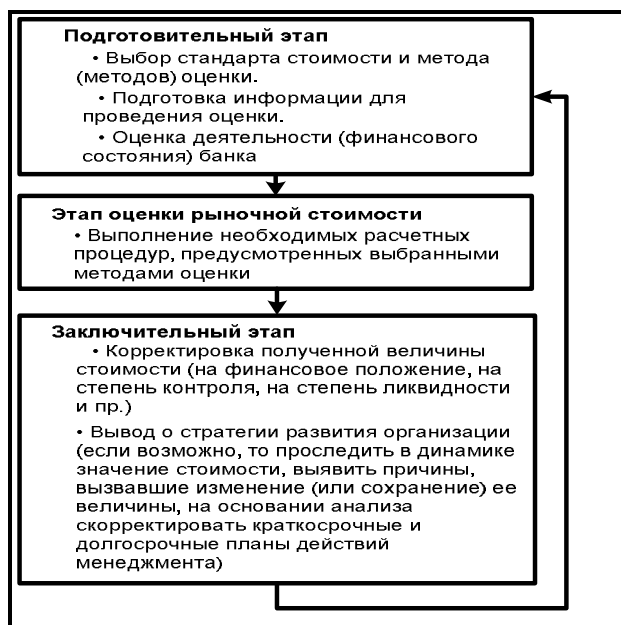 Подготовительный этап
• Выбор стандарта стоимости и метода
(методов) оценки.
• Подготовка информации для
проведения оценки.
• Оценка деятельности (финансового
состояния) банка
Этап оценки рыночной стоимости
• Выполнение необходимых расчетных
процедур, предусмотренных выбранными
методами оценки
Заключительный этап
• Корректировка полученной величины
стоимости (на финансовое положение, на
степень контроля, на степень ликвидности
и пр.)
• Вывод о стратегии развития организации
(если возможно, то проследить в динамике
значение стоимости, выявить причины,
вызвавшие изменение (или сохранение) ее
величины, на основании анализа
скорректировать краткосрочные и
долгосрочные планы действий
менеджмента)